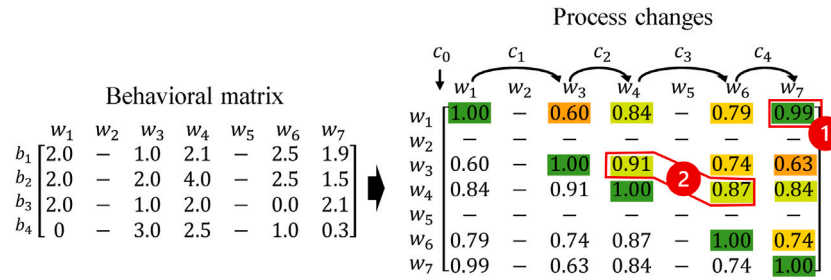 Process changes
c0 c1 c2 c3 c4
w1 w2 w3 w4 w5 w6 w7
w1 1.00 − 0.60 0.84 − 0.79 0.99
1
w2 − − − − − − −
w3 0.60 − 1.00 0.91 − 0.74 0.63
2
w4 0.84 − 0.91 1.00 − 0.87 0.84
w5 − − − − − − −
w6 0.79 − 0.74 0.87 − 1.00 0.74
w7 0.99 − 0.63 0.84 − 0.74 1.00
Behavioral matrix
w1 w2 w3 w4 w5 w6 w7
b1 2.0 − 1.0 2.1 − 2.5 1.9
b2 2.0 − 2.0 4.0 − 2.5 1.5
b3 2.0 − 1.0 2.0 − 0.0 2.1
b4 0 − 3.0 2.5 − 1.0 0.3